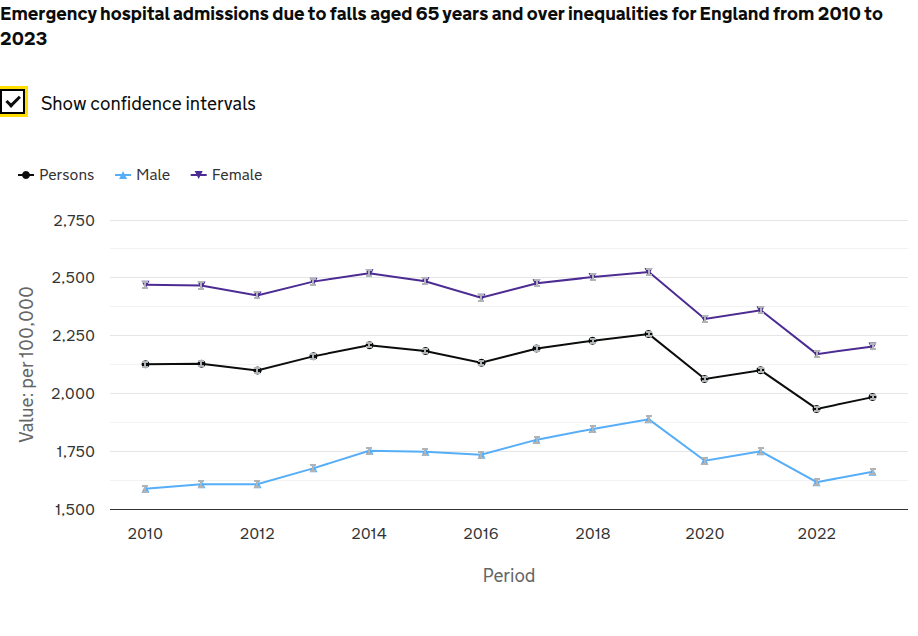 Emergency hospital admissions due to falls aged 65 years and over inequalities for England from 2010 to
2023
Show confidence intervals
Persons Male Female
2,750
2,500
2,250
2,000
1,750
1,500
Value: per 100,000
2010 2012 2014 2016 2018 2020 2022
Period